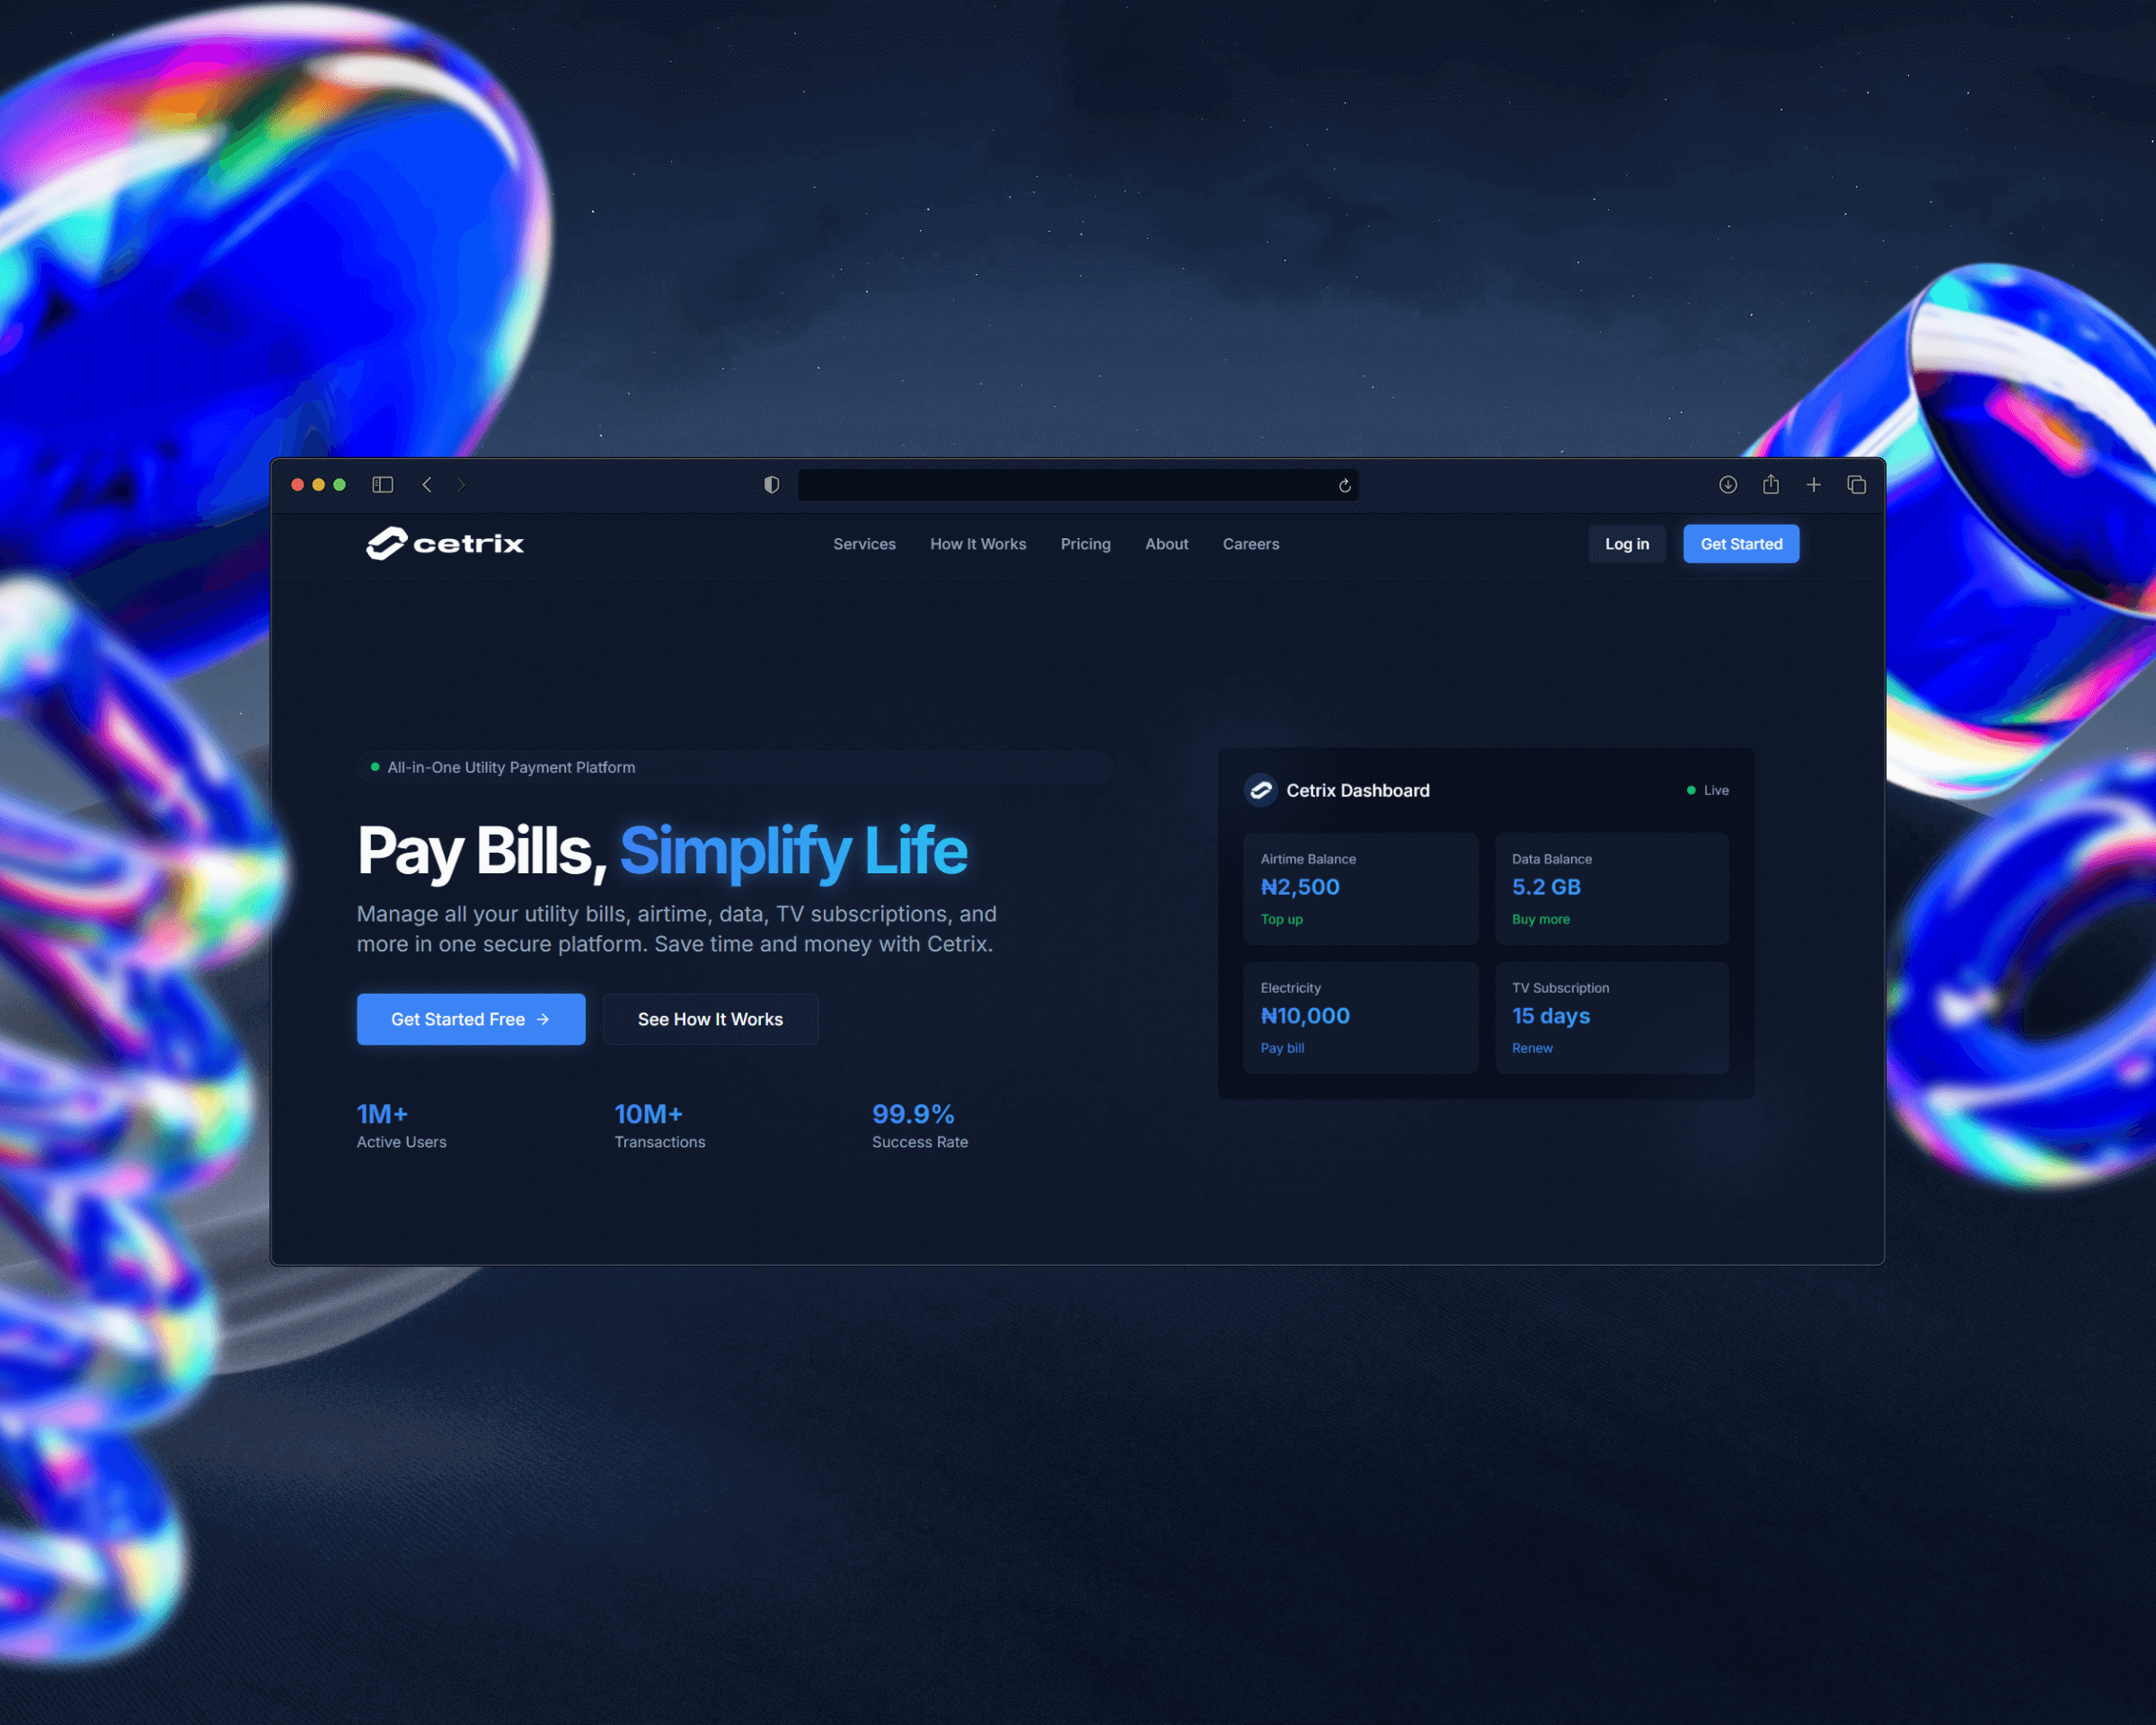 cetrix
Services
How It Works
Pricing
About
Careers
Log in
Get Started
All-in-One Utility Payment Platform
Pay Bills, Simplify Life
Manage all your utility bills, airtime, data, TV subscriptions, and
more in one secure platform. Save time and money with Cetrix.
Get Started Free →
See How It Works
1M+
Active Users
10M+
Transactions
99.9%
Success Rate
Cetrix Dashboard
Live
Airtime Balance
₦2,500
Top up
Data Balance
5.2 GB
Buy more
Electricity
₦10,000
Pay bill
TV Subscription
15 days
Renew